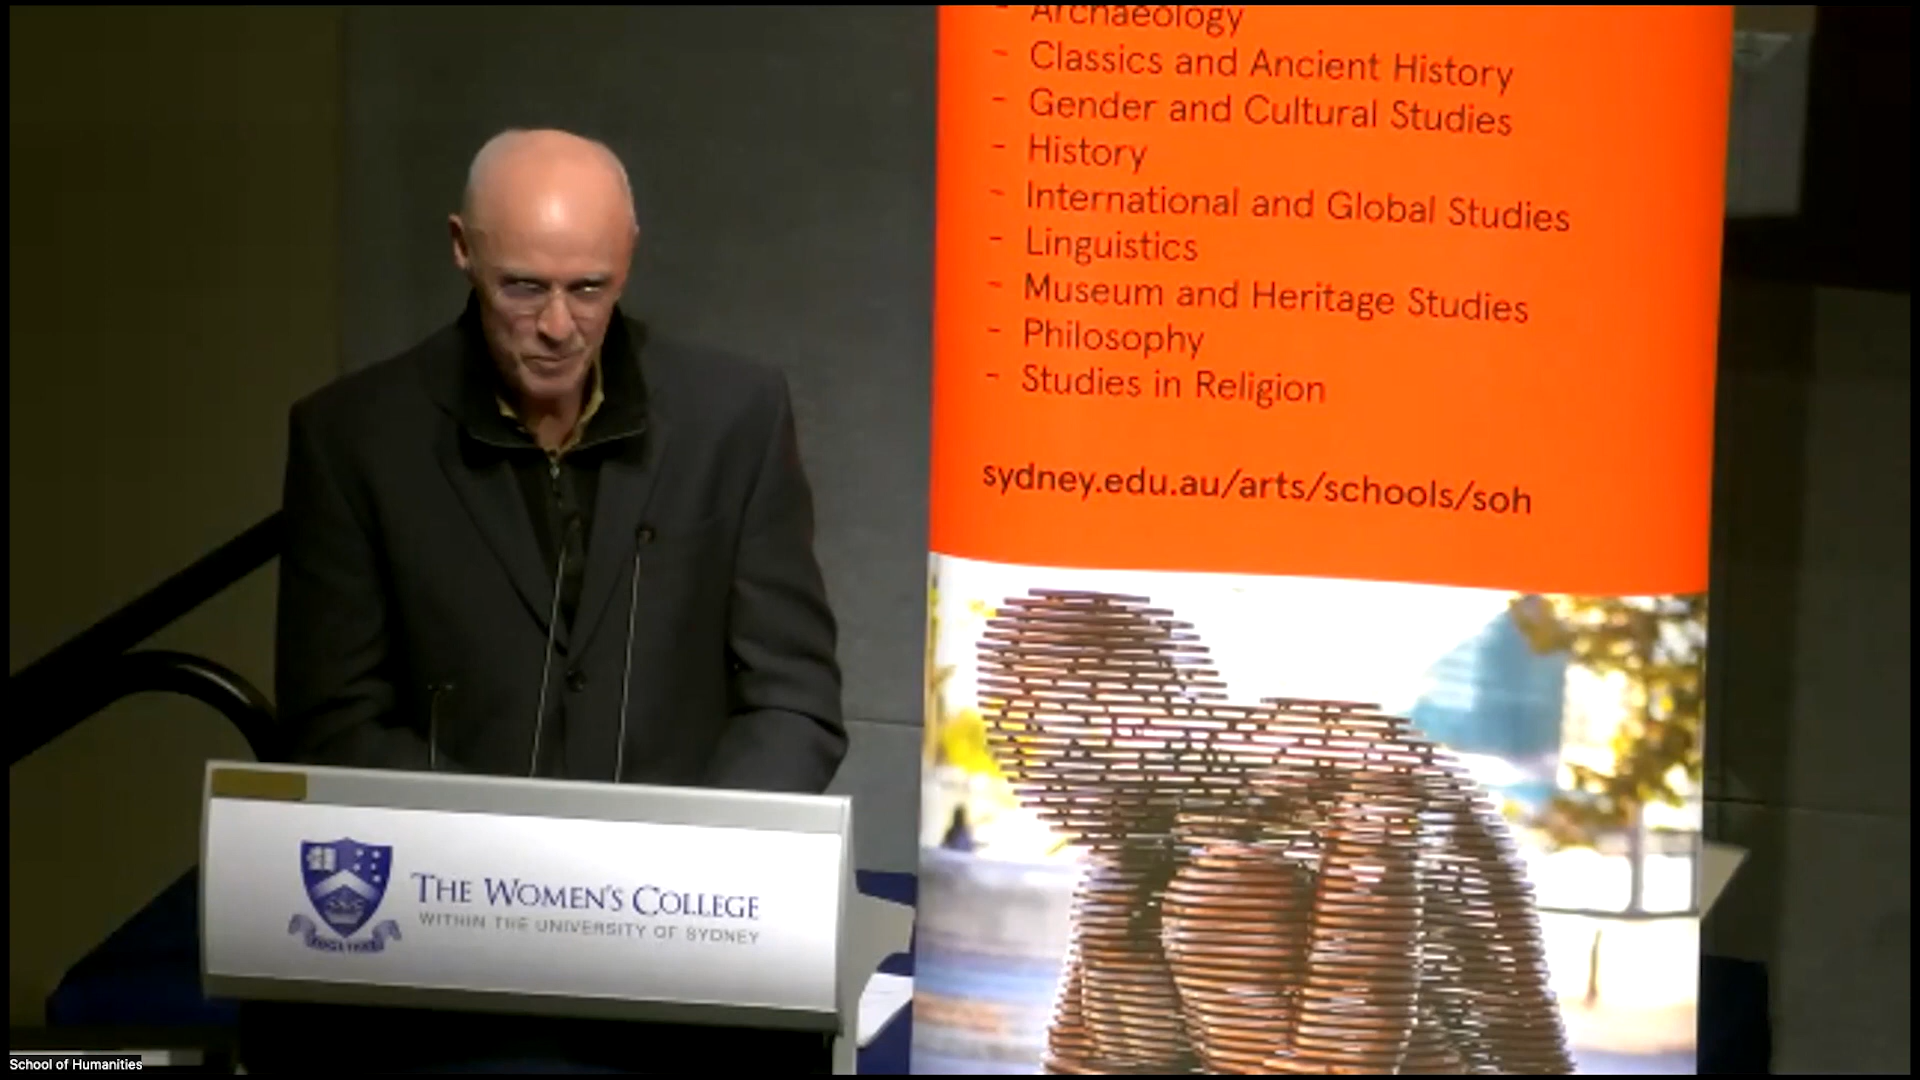 - Archaeology
- Classics and Ancient History
- Gender and Cultural Studies
- History
- International and Global Studies
- Linguistics
- Museum and Heritage Studies
- Philosophy
- Studies in Religion
sydney.edu.au/arts/schools/soh
THE WOMEN'S COLLEGE
WITHIN THE UNIVERSITY OF SYDNEY
School of Humanities